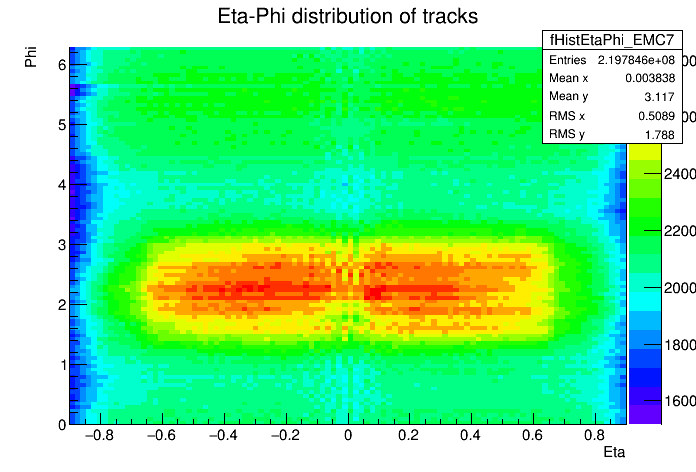 Eta-Phi distribution of tracks
fHistEtaPhi_EMC7
Entries 2.197846e+08
Mean x 0.003838
Mean y 3.117
RMS x 0.5089
RMS y 1.788
Phi
6
5
4
3
2
1
0
−0.8 −0.6 −0.4 −0.2 0 0.2 0.4 0.6 0.8
Eta
2400
2200
2000
1800
1600